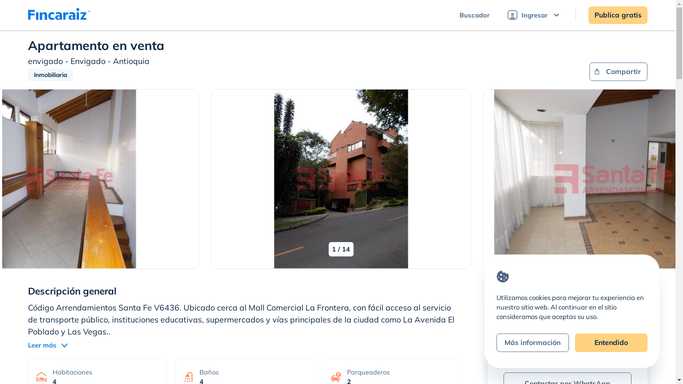 Fincaraiz
Buscador
Ingresar
Publica gratis
Apartamento en venta
envigado - Envigado - Antioquia
Inmobiliaria
Compartir
Santa Fe
Santa Fe
ARRENDAMIENTOS
1 / 14
Descripción general
Código Arrendamientos Santa Fe V6436. Ubicado cerca al Mall Comercial La Frontera, con fácil acceso al servicio
de transporte público, instituciones educativas, supermercados y vías principales de la ciudad como La Avenida El
Poblado y Las Vegas..
Leer más
Habitaciones
4
Baños
4
Parqueaderos
2
Utilizamos cookies para mejorar tu experiencia en
nuestro sitio web. Al continuar en el sitio
consideramos que aceptas su uso.
Más información
Entendido
Contactar por WhatsApp